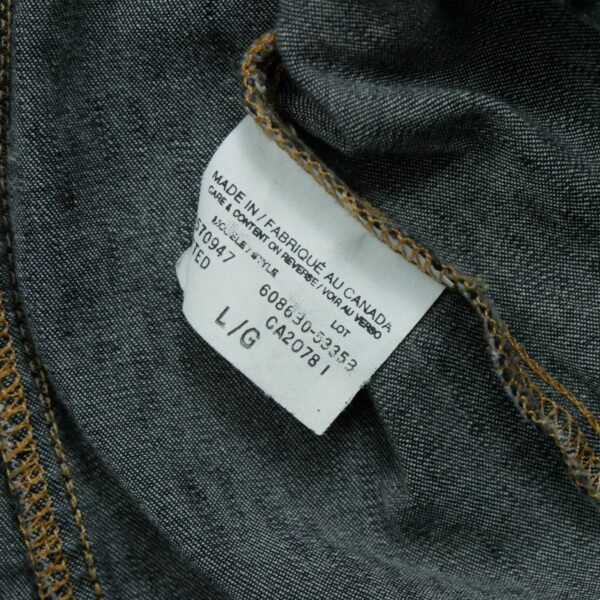 MADE IN / FABRIQUÉ AU CANADA
CARE & CONTENT ON REVERSE / VOIR AU VERSO
MODELE / STYLE LOT
70947 608630-53353
TED CA20781
L/G